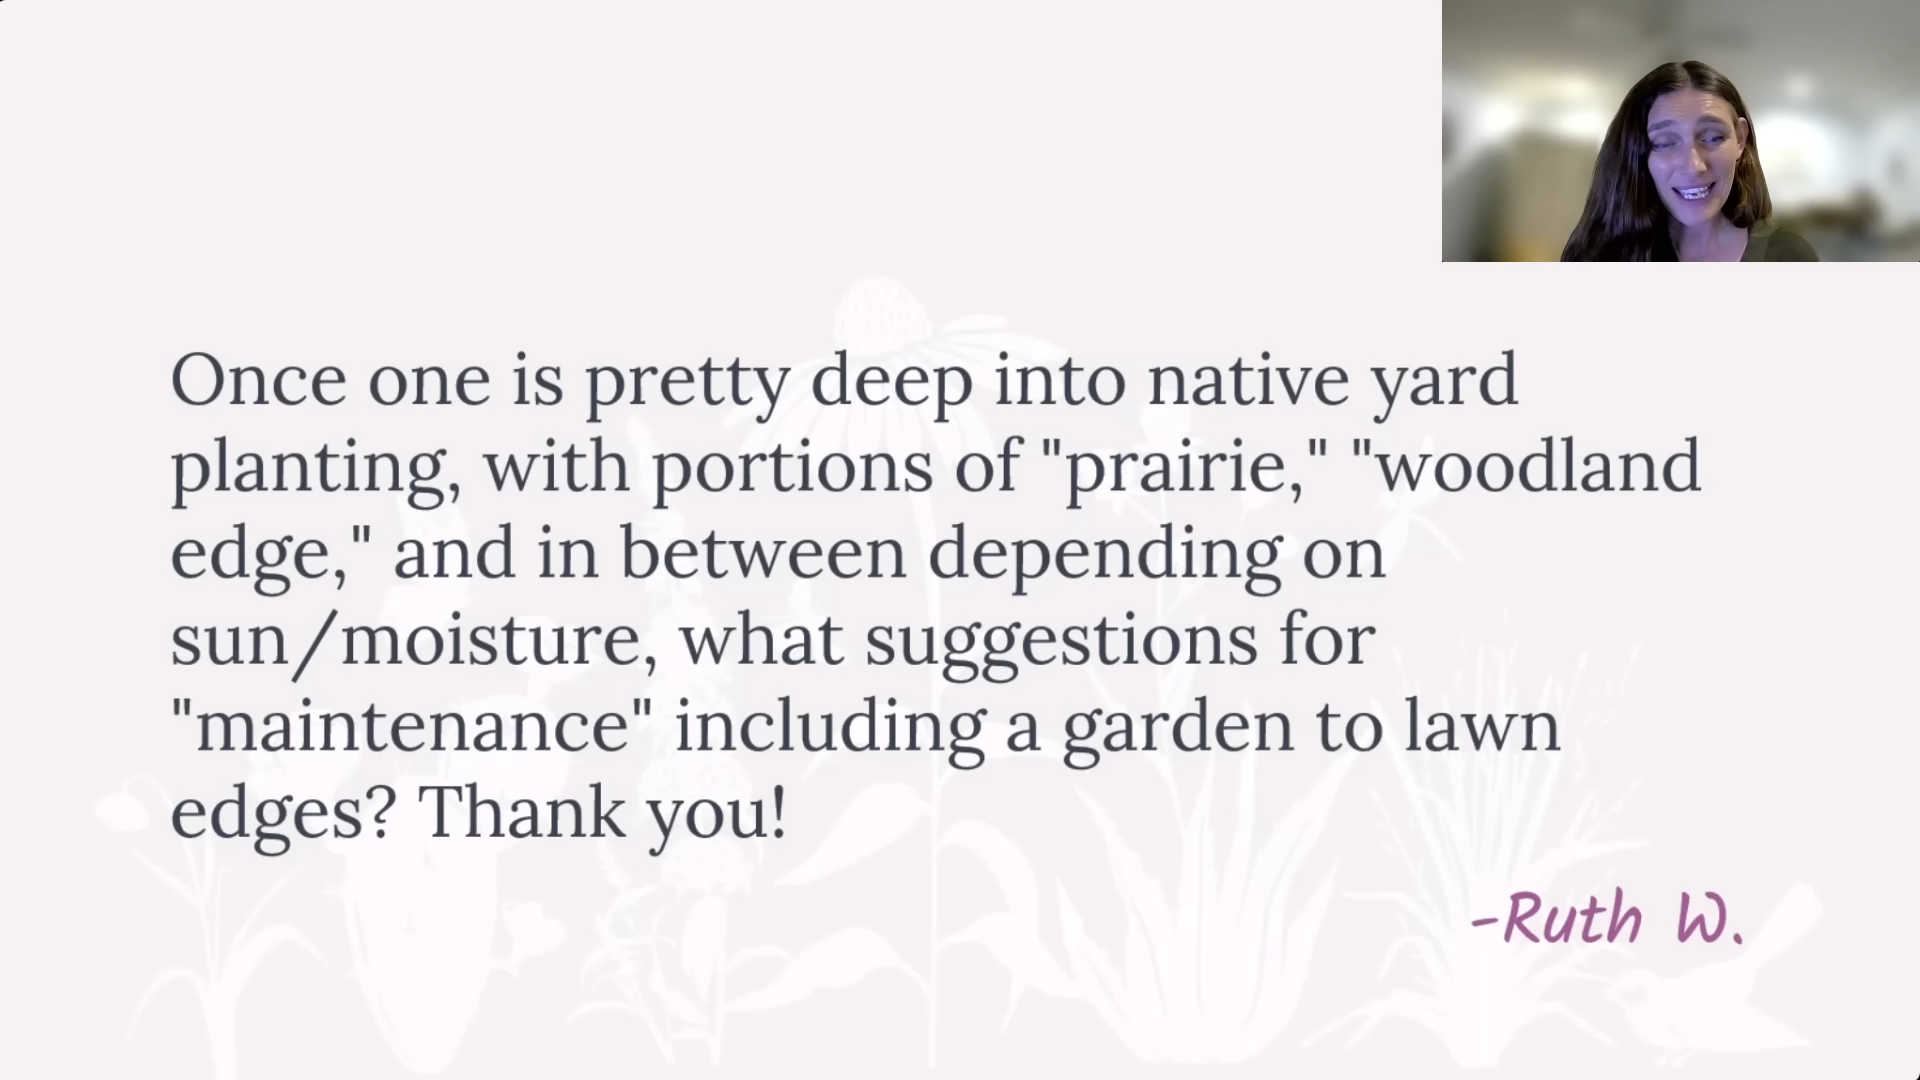 Once one is pretty deep into native yard
planting, with portions of "prairie," "woodland
edge," and in between depending on
sun/moisture, what suggestions for
"maintenance" including a garden to lawn
edges? Thank you!
-Ruth W.